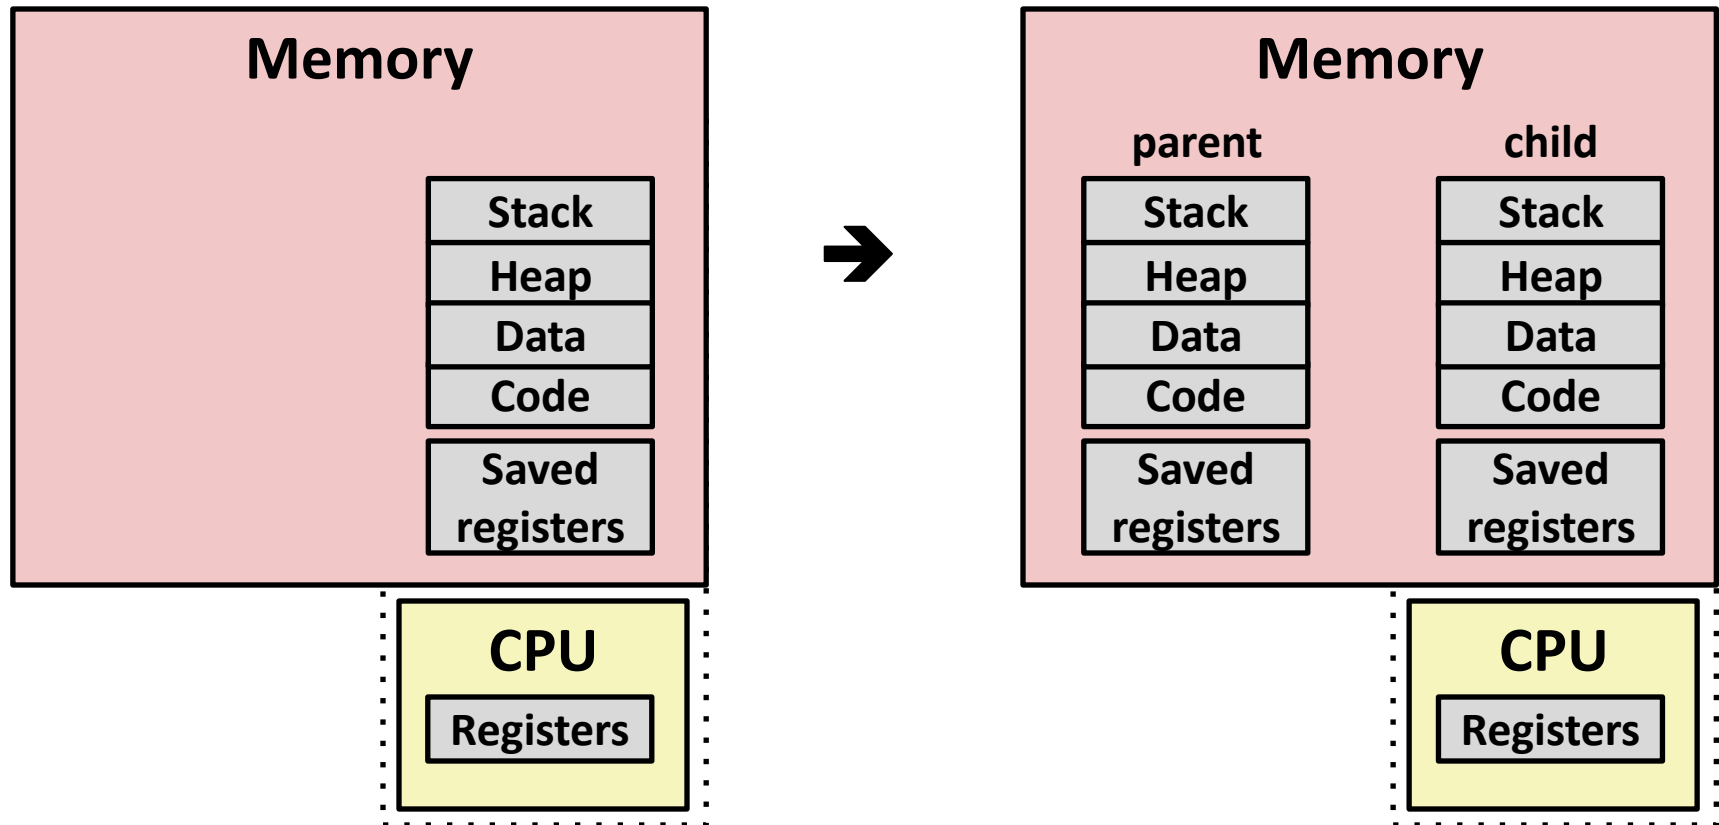 Memory
Stack
Heap
Data
Code
Saved
registers
CPU
Registers
Memory
parent
Stack
Heap
Data
Code
Saved
registers
child
Stack
Heap
Data
Code
Saved
registers
CPU
Registers